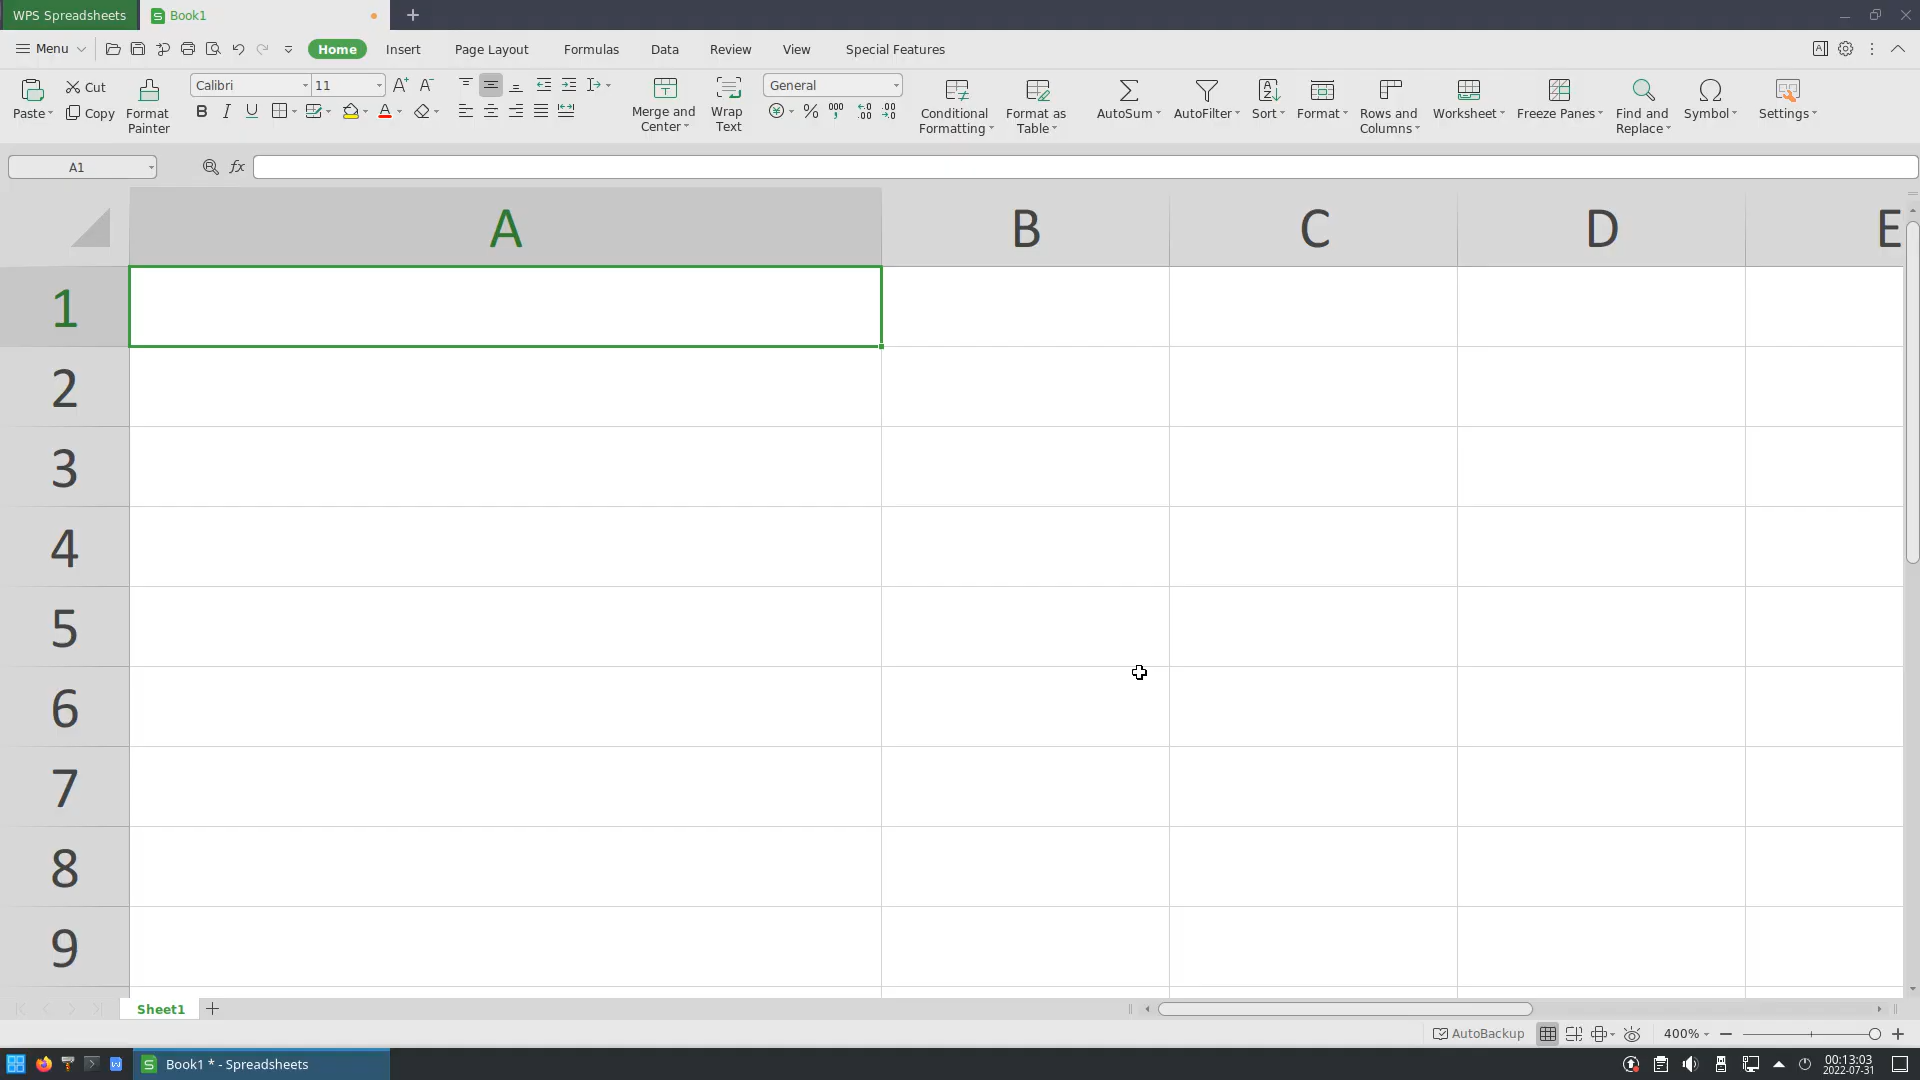 WPS Spreadsheets Book1
Menu Home Insert Page Layout Formulas Data Review View Special Features
Paste Cut Copy Format Painter
Calibri 11
Merge and Center Wrap Text
General
Conditional Formatting Format as Table AutoSum AutoFilter Sort Format Rows and Columns Worksheet Freeze Panes Find and Replace Symbol Settings
A1 fx
A B C D E
1
2
3
4
5
6
7
8
9
Sheet1
AutoBackup 400%
Book1 * - Spreadsheets 00:13:03
2022-07-31